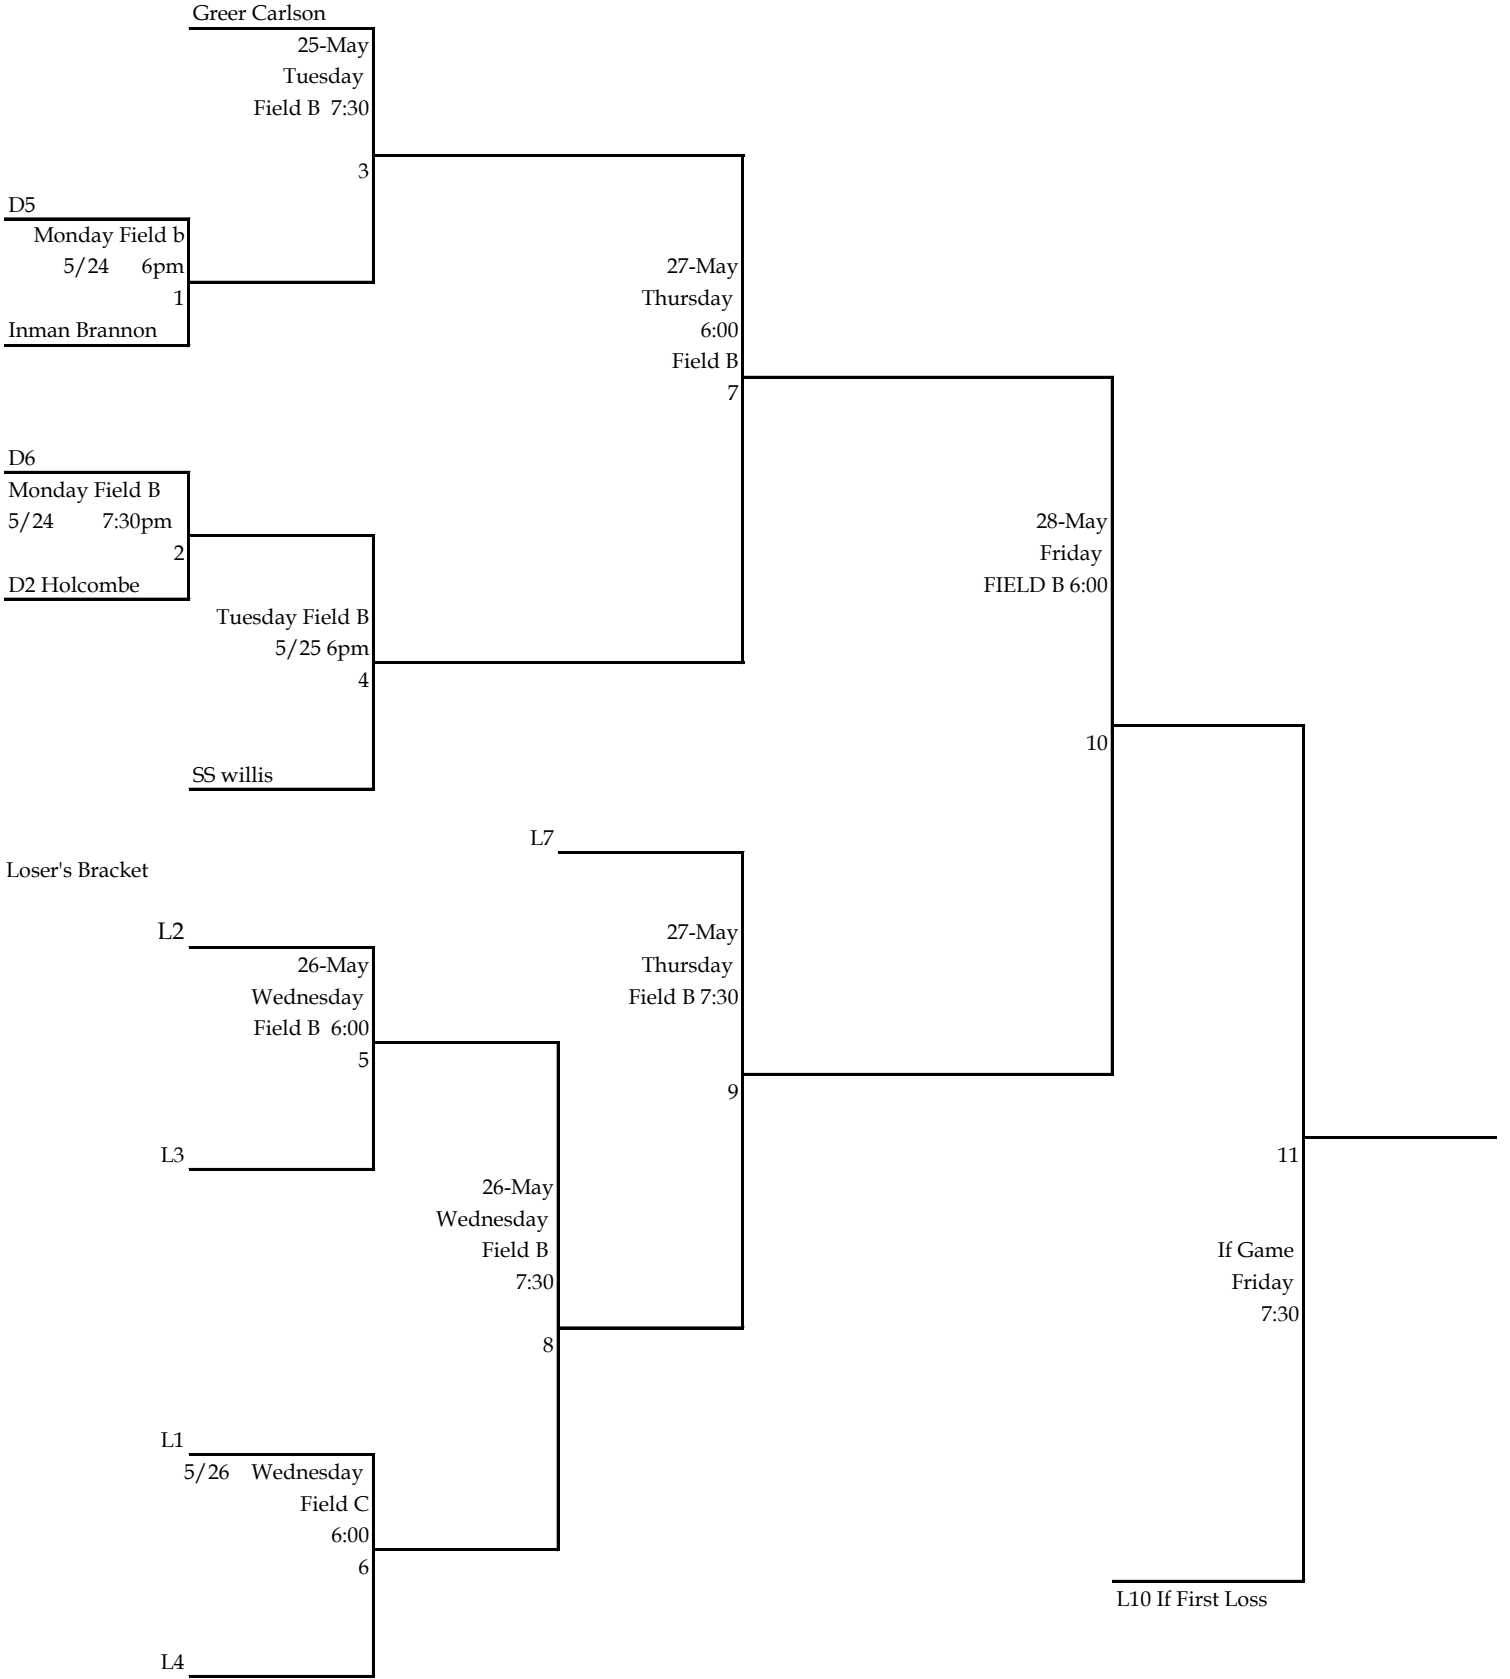 Greer Carlson
25-May
Tuesday
Field B  7:30
3
D5
Monday Field b
5/24 6pm
1
Inman Brannon
27-May
Thursday
6:00
Field B
7
D6
Monday Field B
5/24 7:30pm
2
D2 Holcombe
Tuesday Field B
5/25 6pm
4
SS willis
28-May
Friday
FIELD B 6:00
10
Loser's Bracket
L7
27-May
Thursday
Field B 7:30
9
L2
26-May
Wednesday
Field B  6:00
5
L3
26-May
Wednesday
Field B
7:30
8
L1
5/26 Wednesday
Field C
6:00
6
L4
11
If Game
Friday
7:30
L10 If First Loss